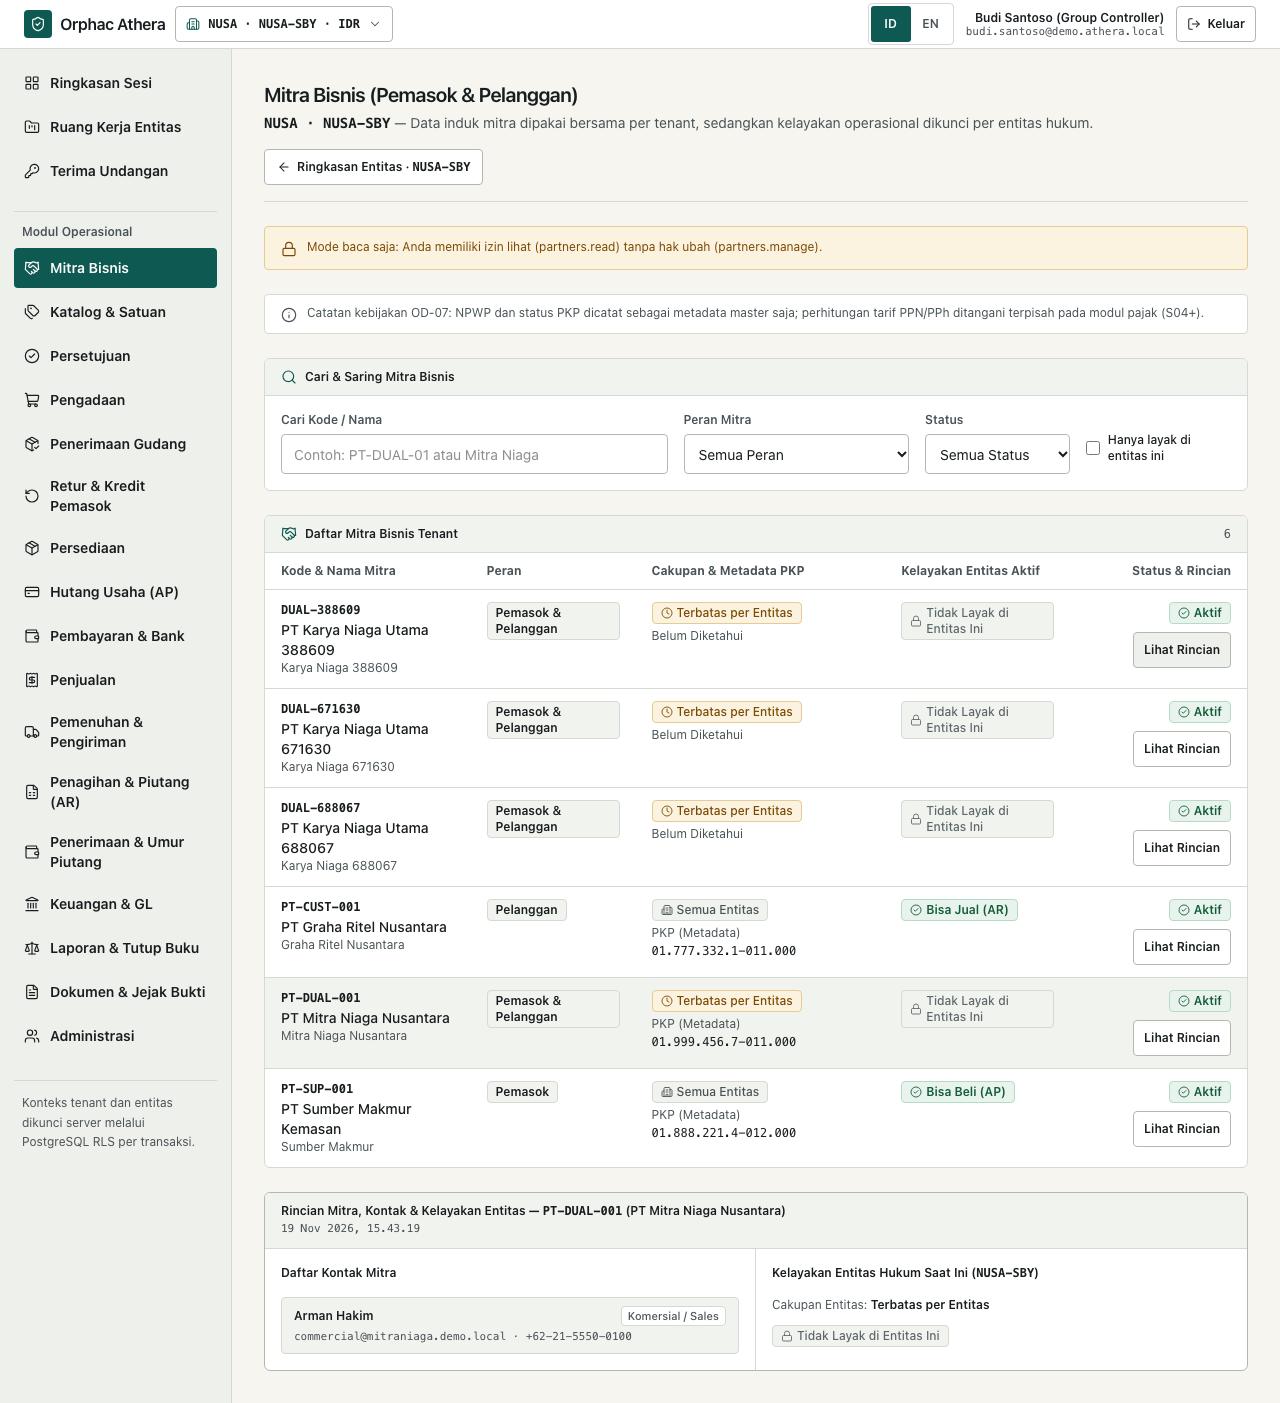 Orphac Athera
NUSA · NUSA-SBY · IDR
ID
EN
Budi Santoso (Group Controller)
budi.santoso@demo.athera.local
Keluar
Ringkasan Sesi
Ruang Kerja Entitas
Terima Undangan
Modul Operasional
Mitra Bisnis
Katalog & Satuan
Persetujuan
Pengadaan
Penerimaan Gudang
Retur & Kredit
Pemasok
Persediaan
Hutang Usaha (AP)
Pembayaran & Bank
Penjualan
Pemenuhan &
Pengiriman
Penagihan & Piutang
(AR)
Penerimaan & Umur
Piutang
Keuangan & GL
Laporan & Tutup Buku
Dokumen & Jejak Bukti
Administrasi
Konteks tenant dan entitas
dikunci server melalui
PostgreSQL RLS per transaksi.
Mitra Bisnis (Pemasok & Pelanggan)
NUSA · NUSA-SBY — Data induk mitra dipakai bersama per tenant, sedangkan kelayakan operasional dikunci per entitas hukum.
Ringkasan Entitas · NUSA-SBY
Mode baca saja: Anda memiliki izin lihat (partners.read) tanpa hak ubah (partners.manage).
Catatan kebijakan OD-07: NPWP dan status PKP dicatat sebagai metadata master saja; perhitungan tarif PPN/PPh ditangani terpisah pada modul pajak (S04+).
Cari & Saring Mitra Bisnis
Cari Kode / Nama
Contoh: PT-DUAL-01 atau Mitra Niaga
Peran Mitra
Semua Peran
Status
Semua Status
Hanya layak di
entitas ini
Daftar Mitra Bisnis Tenant
6
Kode & Nama Mitra
Peran
Cakupan & Metadata PKP
Kelayakan Entitas Aktif
Status & Rincian
DUAL-388609
PT Karya Niaga Utama
388609
Karya Niaga 388609
Pemasok &
Pelanggan
Terbatas per Entitas
Belum Diketahui
Tidak Layak di
Entitas Ini
Aktif
Lihat Rincian
DUAL-671630
PT Karya Niaga Utama
671630
Karya Niaga 671630
Pemasok &
Pelanggan
Terbatas per Entitas
Belum Diketahui
Tidak Layak di
Entitas Ini
Aktif
Lihat Rincian
DUAL-688067
PT Karya Niaga Utama
688067
Karya Niaga 688067
Pemasok &
Pelanggan
Terbatas per Entitas
Belum Diketahui
Tidak Layak di
Entitas Ini
Aktif
Lihat Rincian
PT-CUST-001
PT Graha Ritel Nusantara
Graha Ritel Nusantara
Pelanggan
Semua Entitas
PKP (Metadata)
01.777.332.1-011.000
Bisa Jual (AR)
Aktif
Lihat Rincian
PT-DUAL-001
PT Mitra Niaga Nusantara
Mitra Niaga Nusantara
Pemasok &
Pelanggan
Terbatas per Entitas
PKP (Metadata)
01.999.456.7-011.000
Tidak Layak di
Entitas Ini
Aktif
Lihat Rincian
PT-SUP-001
PT Sumber Makmur
Kemasan
Sumber Makmur
Pemasok
Semua Entitas
PKP (Metadata)
01.888.221.4-012.000
Bisa Beli (AP)
Aktif
Lihat Rincian
Rincian Mitra, Kontak & Kelayakan Entitas — PT-DUAL-001 (PT Mitra Niaga Nusantara)
19 Nov 2026, 15.43.19
Daftar Kontak Mitra
Arman Hakim
Komersial / Sales
commercial@mitraniaga.demo.local · +62-21-5550-0100
Kelayakan Entitas Hukum Saat Ini (NUSA-SBY)
Cakupan Entitas: Terbatas per Entitas
Tidak Layak di Entitas Ini